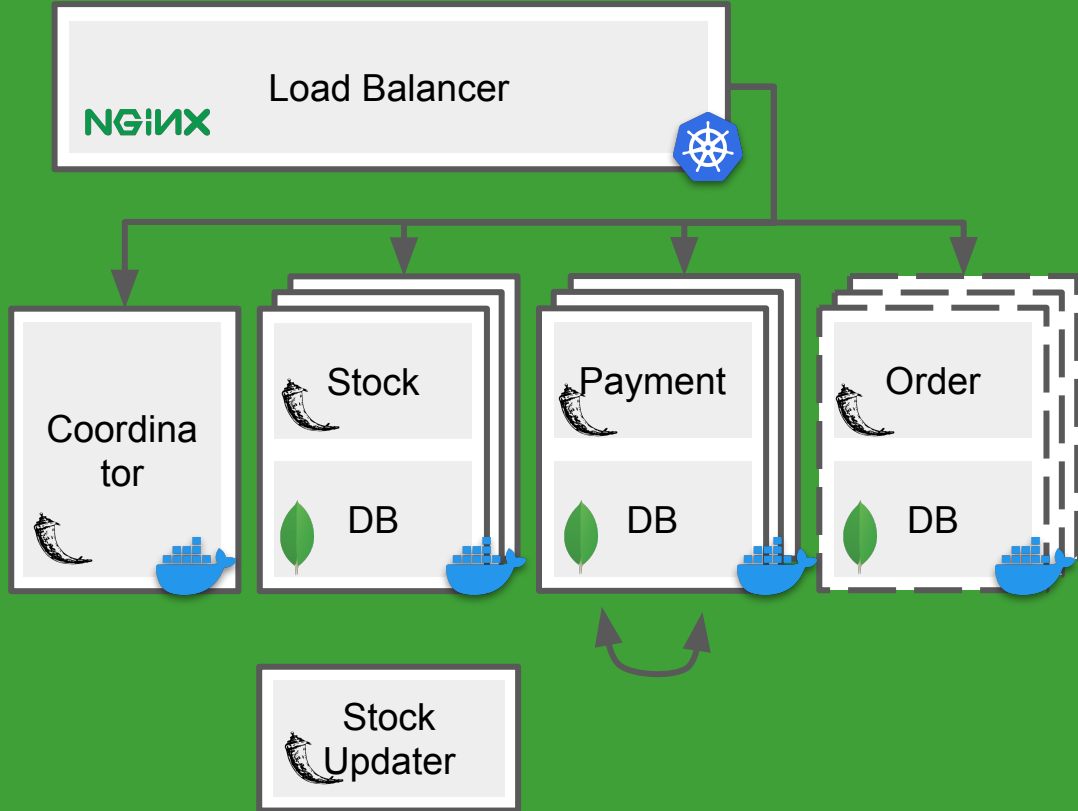 Load Balancer
NGINX
Stock
Payment
Order
Coordina
tor
DB
DB
DB
Stock
Updater